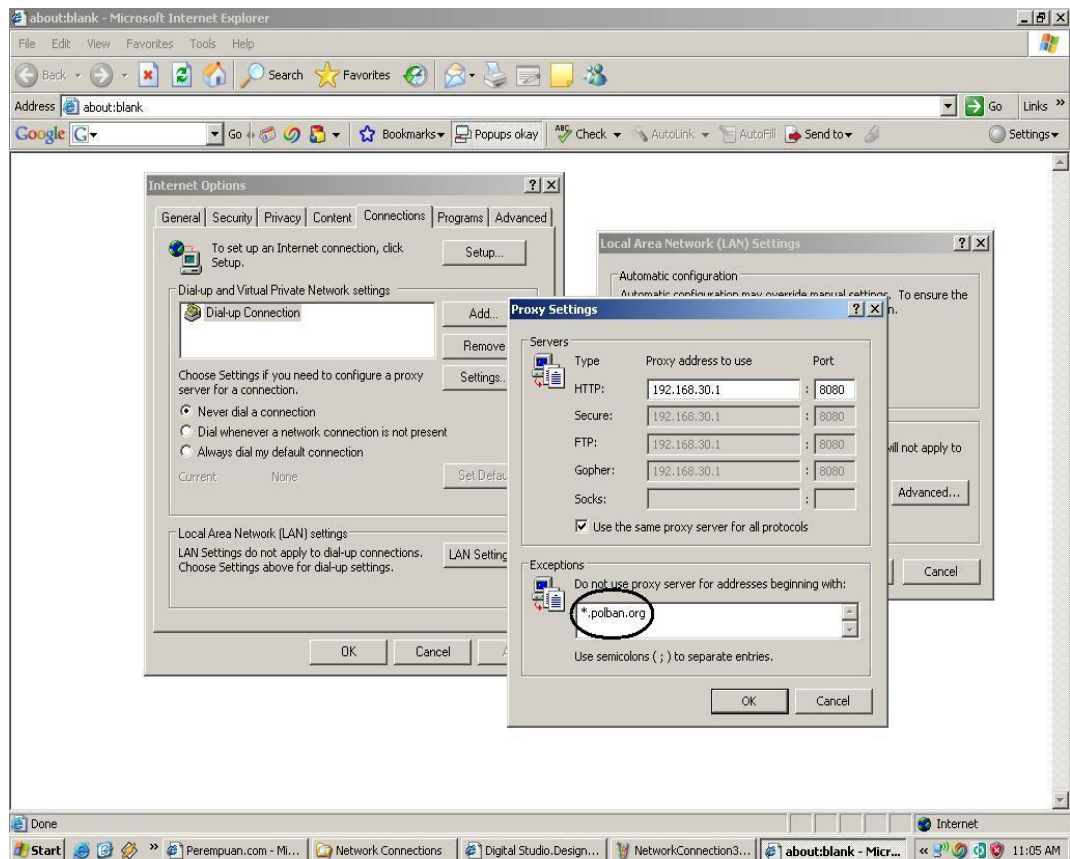 about:blank - Microsoft Internet Explorer
File Edit View Favorites Tools Help
Back Search Favorites
Address about:blank Go Links »
Google G Go Bookmarks Popups okay ABC Check AutoLink AutoFill Send to Settings
Internet Options
General Security Privacy Content Connections Programs Advanced
To set up an Internet connection, click
Setup.
Setup...
Dial-up and Virtual Private Network settings
Dial-up Connection
Add...
Remove
Choose Settings if you need to configure a proxy
server for a connection.
Settings..
Never dial a connection
Dial whenever a network connection is not present
Always dial my default connection
Current None
Set Defau
Local Area Network (LAN) settings
LAN Settings do not apply to dial-up connections.
Choose Settings above for dial-up settings.
LAN Setting
OK Cancel A
Local Area Network (LAN) Settings
Automatic configuration
Automatic configuration may override manual settings. To ensure the
n.
will not apply to
Advanced...
Cancel
Proxy Settings
Servers
Type Proxy address to use Port
HTTP: 192.168.30.1 : 8080
Secure: 192.168.30.1 : 8080
FTP: 192.168.30.1 : 8080
Gopher: 192.168.30.1 : 8080
Socks: :
Use the same proxy server for all protocols
Exceptions
Do not use proxy server for addresses beginning with:
*.polban.org
Use semicolons ( ; ) to separate entries.
OK Cancel
Done Internet
Start » Perempuan.com - Mi... Network Connections Digital Studio.Design... NetworkConnection3... about:blank - Micr... « 11:05 AM